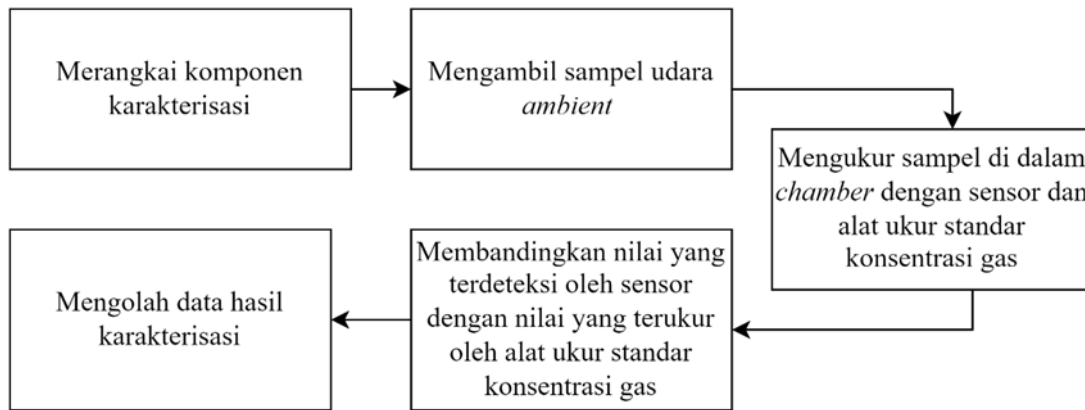 Merangkai komponen
karakterisasi
Mengambil sampel udara
ambient
Mengukur sampel di dalam
chamber dengan sensor dan
alat ukur standar
konsentrasi gas
Membandingkan nilai yang
terdeteksi oleh sensor
dengan nilai yang terukur
oleh alat ukur standar
konsentrasi gas
Mengolah data hasil
karakterisasi